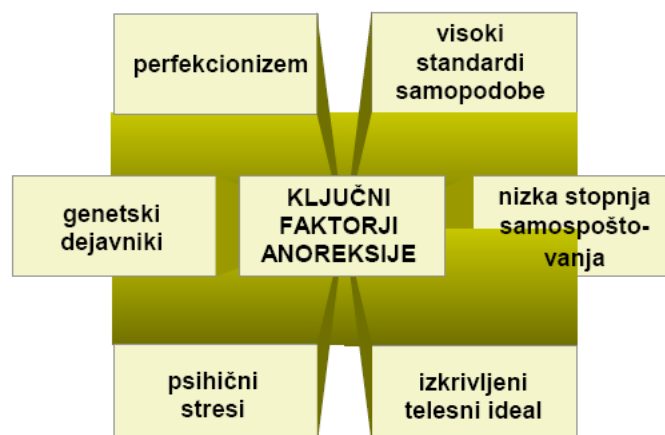 perfekcionizem
visoki
standardi
samopodobe
genetski
dejavniki
KLJUČNI
FAKTORJI
ANOREKSIJE
nizka stopnja
samospošto-
vanja
psihični
stresi
izkrivljeni
telesni ideal